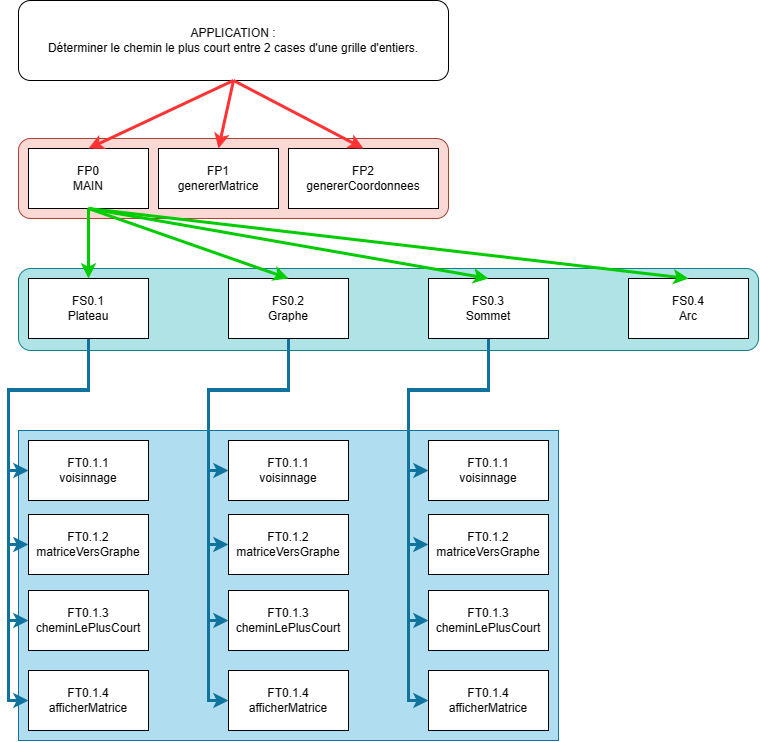 APPLICATION :
Déterminer le chemin le plus court entre 2 cases d'une grille d'entiers.
FP0
MAIN
FP1
genererMatrice
FP2
genererCoordonnees
FS0.1
Plateau
FS0.2
Graphe
FS0.3
Sommet
FS0.4
Arc
FT0.1.1
voisinnage
FT0.1.1
voisinnage
FT0.1.1
voisinnage
FT0.1.2
matriceVersGraphe
FT0.1.2
matriceVersGraphe
FT0.1.2
matriceVersGraphe
FT0.1.3
cheminLePlusCourt
FT0.1.3
cheminLePlusCourt
FT0.1.3
cheminLePlusCourt
FT0.1.4
afficherMatrice
FT0.1.4
afficherMatrice
FT0.1.4
afficherMatrice